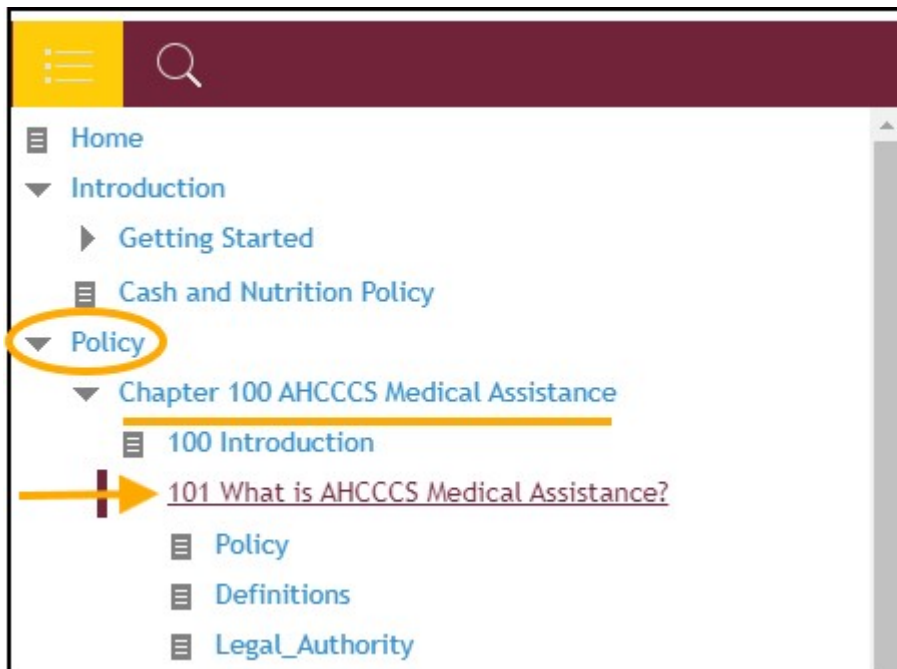 Home
Introduction
Getting Started
Cash and Nutrition Policy
Policy
Chapter 100 AHCCCS Medical Assistance
100 Introduction
101 What is AHCCCS Medical Assistance?
Policy
Definitions
Legal_Authority